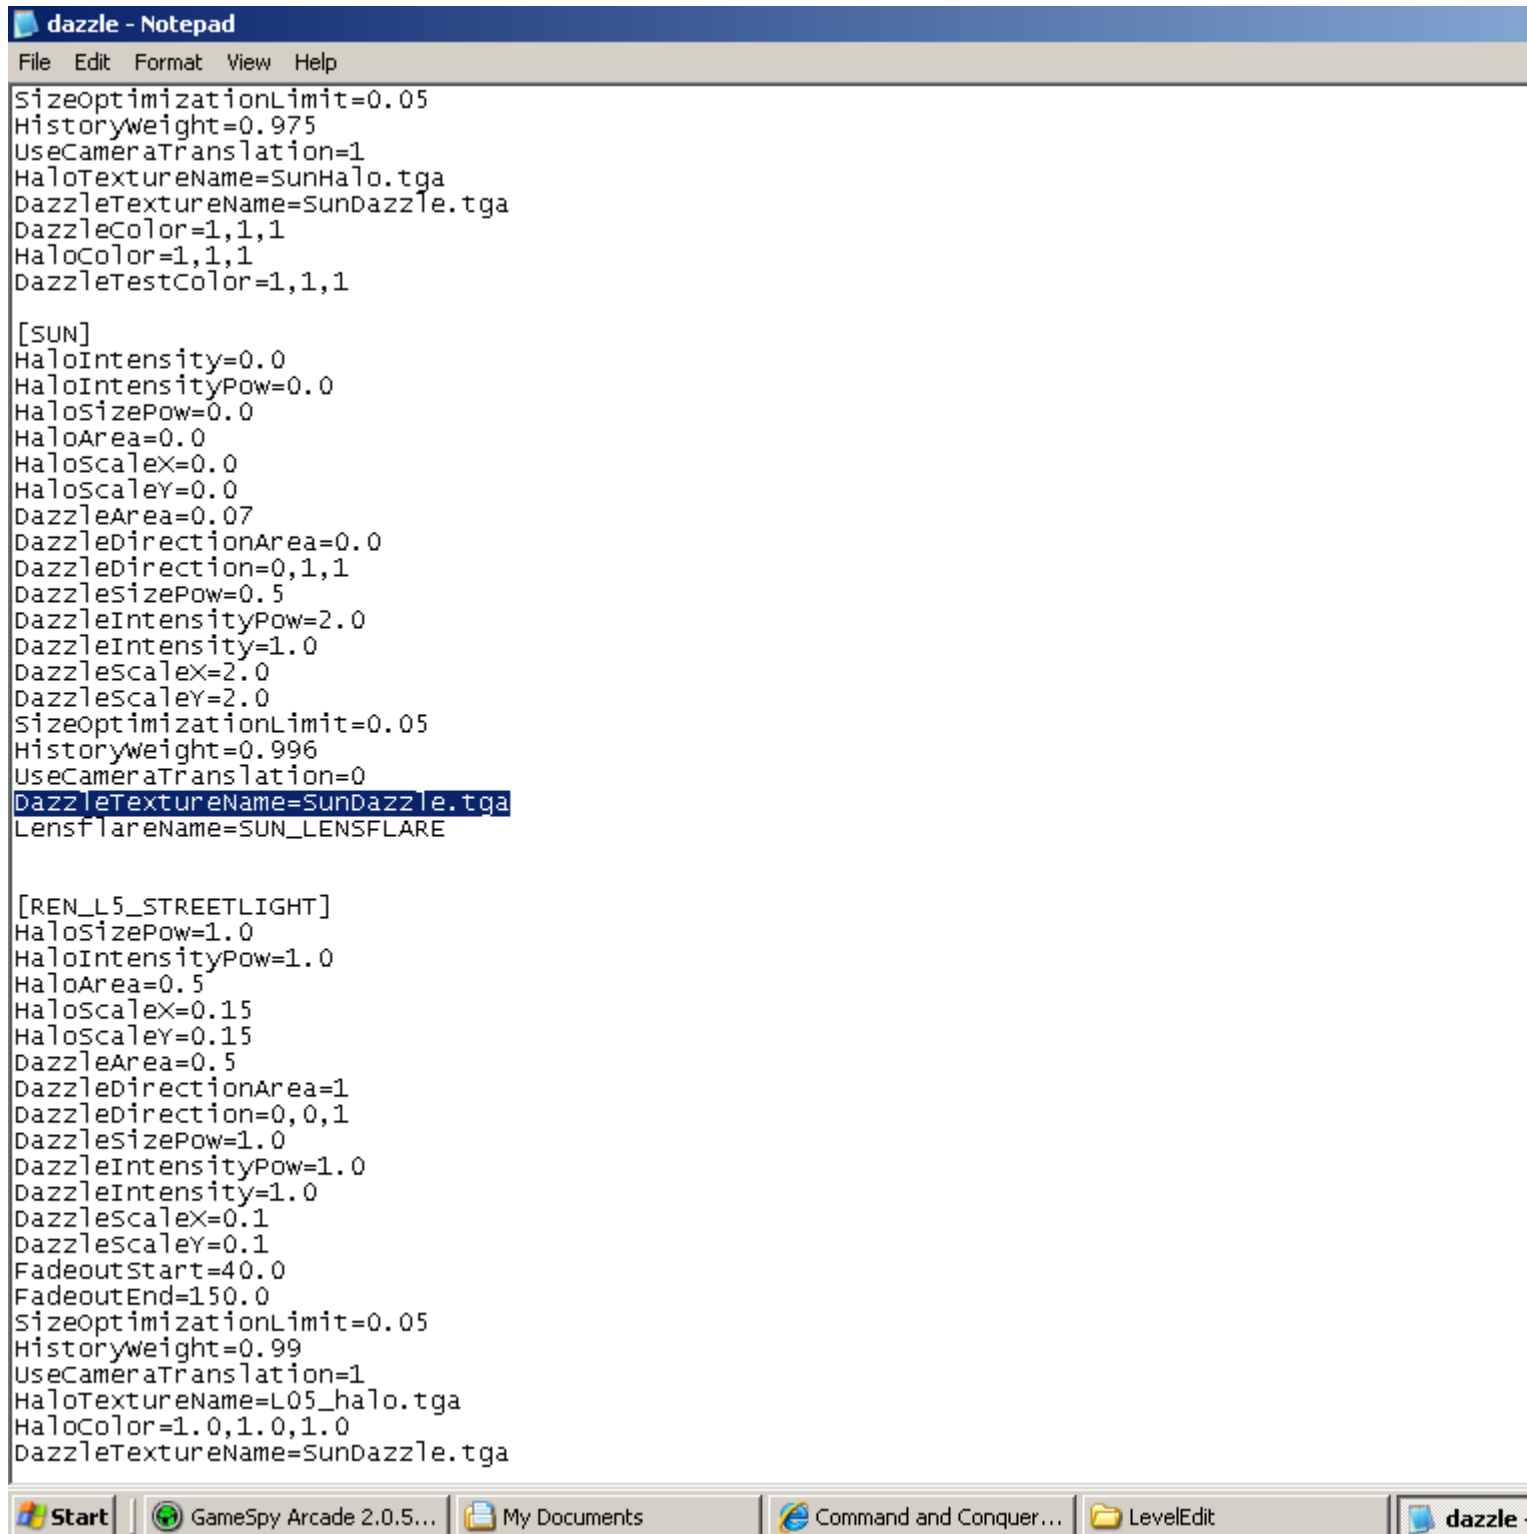 dazzle - Notepad
File Edit Format View Help
SizeOptimizationLimit=0.05
HistoryWeight=0.975
UseCameraTranslation=1
HaloTextureName=SunHalo.tga
DazzleTextureName=SunDazzle.tga
DazzleColor=1,1,1
HaloColor=1,1,1
DazzleTestColor=1,1,1
[SUN]
HaloIntensity=0.0
HaloIntensityPow=0.0
HaloSizePow=0.0
HaloArea=0.0
HaloScaleX=0.0
HaloScaleY=0.0
DazzleArea=0.07
DazzleDirectionArea=0.0
DazzleDirection=0,1,1
DazzleSizePow=0.5
DazzleIntensityPow=2.0
DazzleIntensity=1.0
DazzleScaleX=2.0
DazzleScaleY=2.0
SizeOptimizationLimit=0.05
HistoryWeight=0.996
UseCameraTranslation=0
DazzleTextureName=SunDazzle.tga
LensflareName=SUN_LENSFLARE
[REN_L5_STREETLIGHT]
HaloSizePow=1.0
HaloIntensityPow=1.0
HaloArea=0.5
HaloScaleX=0.15
HaloScaleY=0.15
DazzleArea=0.5
DazzleDirectionArea=1
DazzleDirection=0,0,1
DazzleSizePow=1.0
DazzleIntensityPow=1.0
DazzleIntensity=1.0
DazzleScaleX=0.1
DazzleScaleY=0.1
FadeoutStart=40.0
FadeoutEnd=150.0
SizeOptimizationLimit=0.05
HistoryWeight=0.99
UseCameraTranslation=1
HaloTextureName=L05_halo.tga
HaloColor=1.0,1.0,1.0
DazzleTextureName=SunDazzle.tga
Start GameSpy Arcade 2.0.5... My Documents Command and Conquer... LevelEdit dazzle -